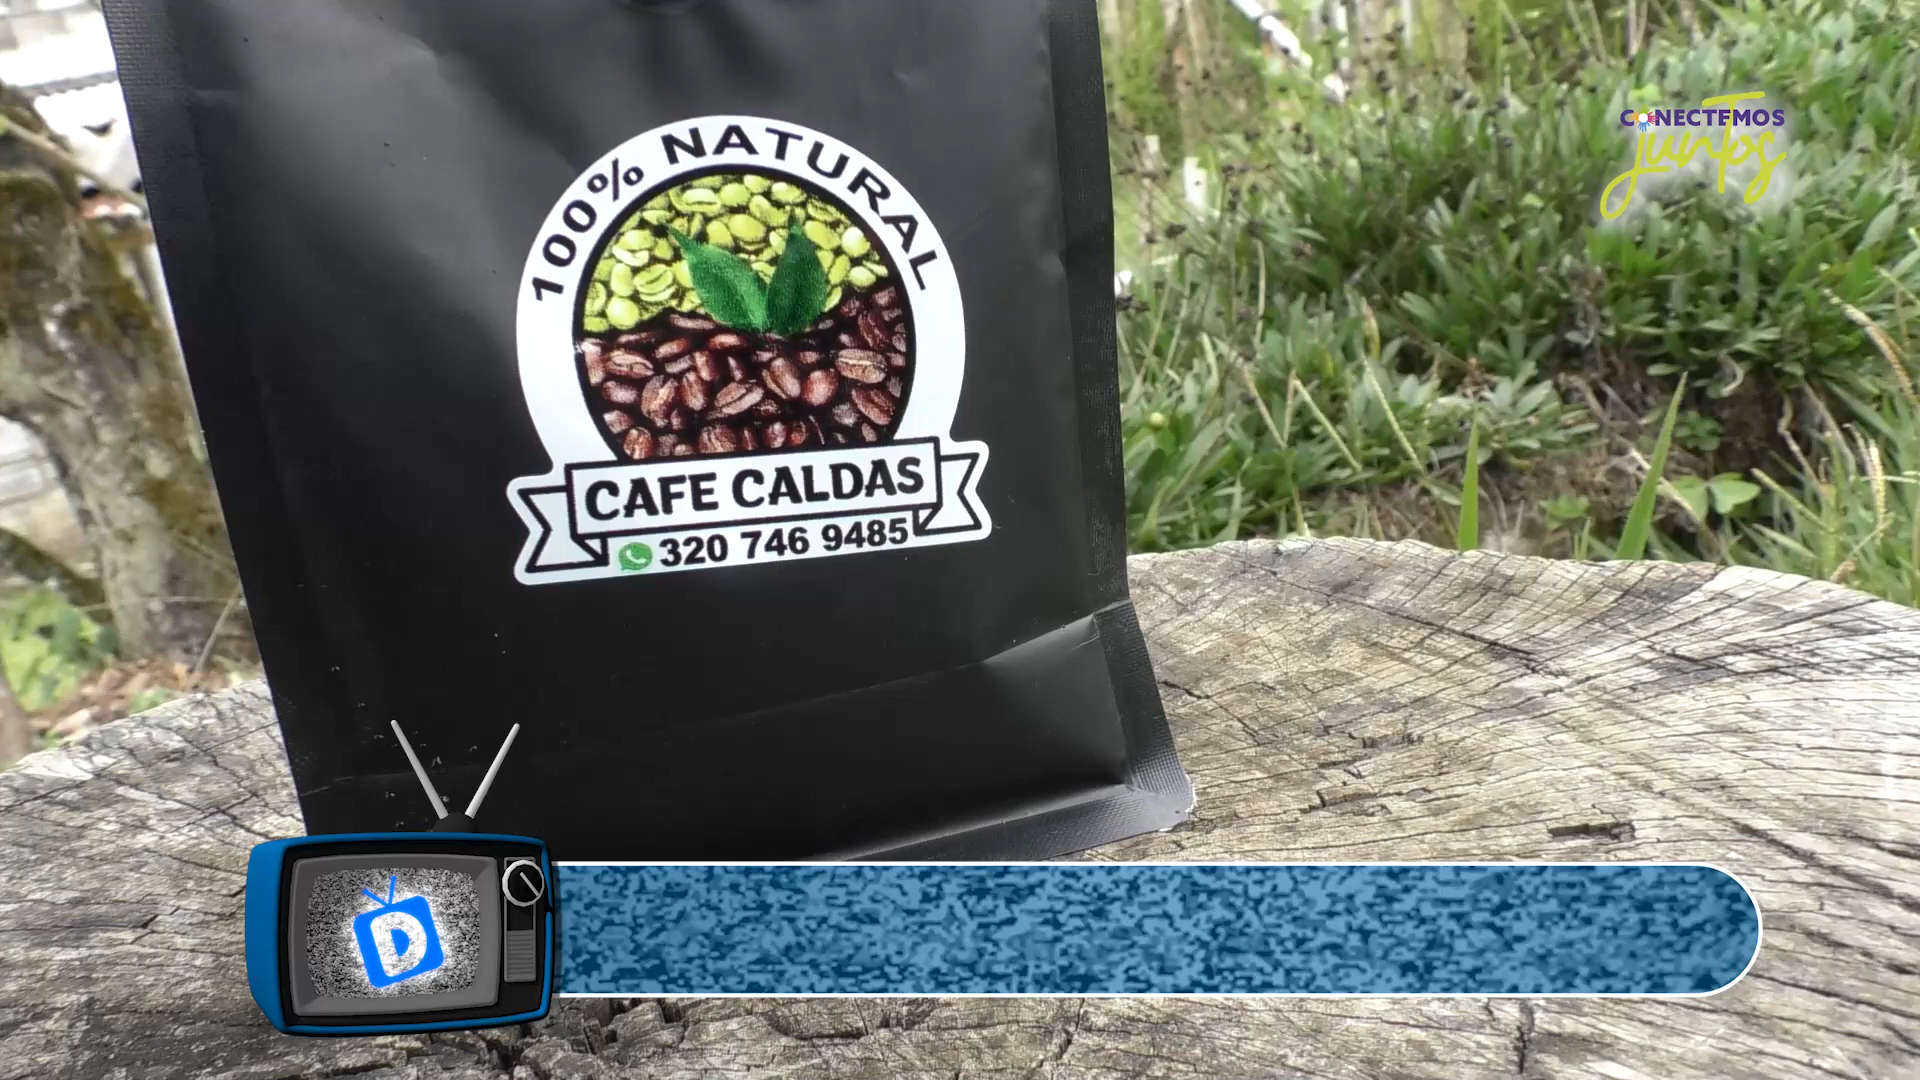 100% NATURAL
CAFE CALDAS
320 746 9485
CONECTEMOS
juntos
D